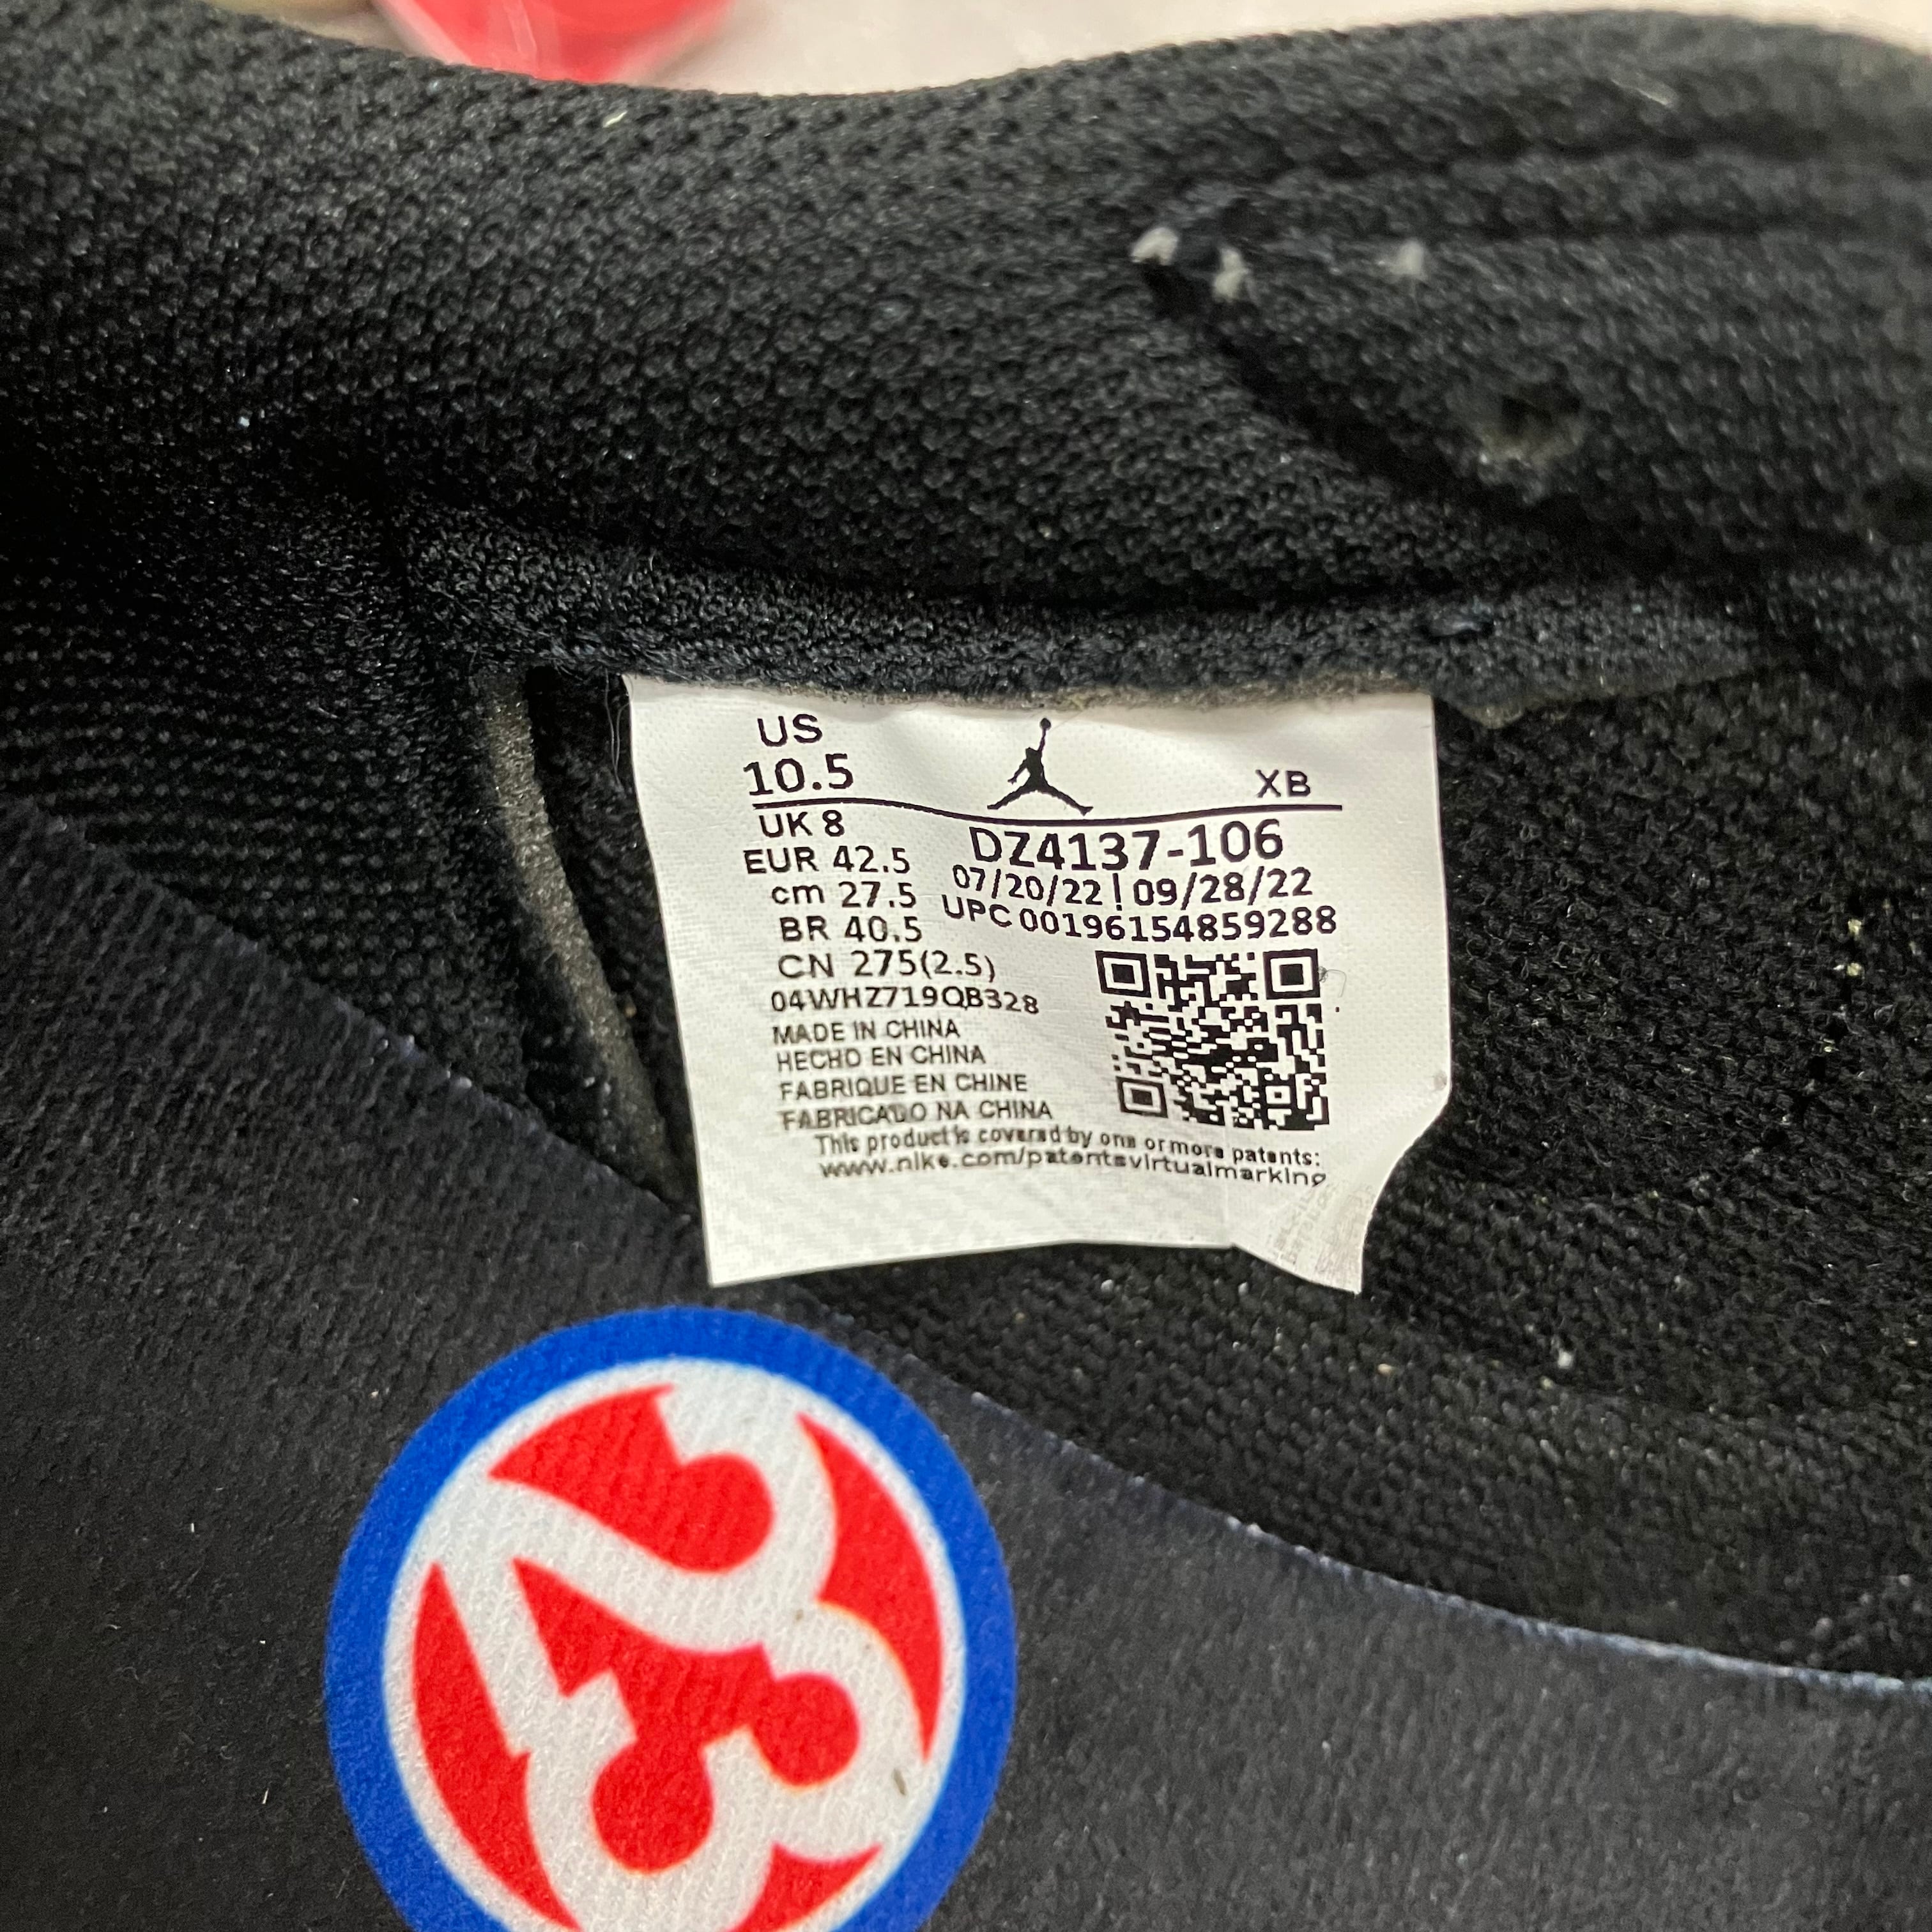 US
10.5
XB
UK 8
EUR 42.5
cm 27.5
BR 40.5
CN 275(2.5)
DZ4137-106
07/20/22 | 09/28/22
UPC 00196154859288
04WHZ719QB328
MADE IN CHINA
HECHO EN CHINA
FABRIQUE EN CHINE
FABRICADO NA CHINA
This product is covered by one or more patents:
www.nike.com/patentsvirtualmarking
23